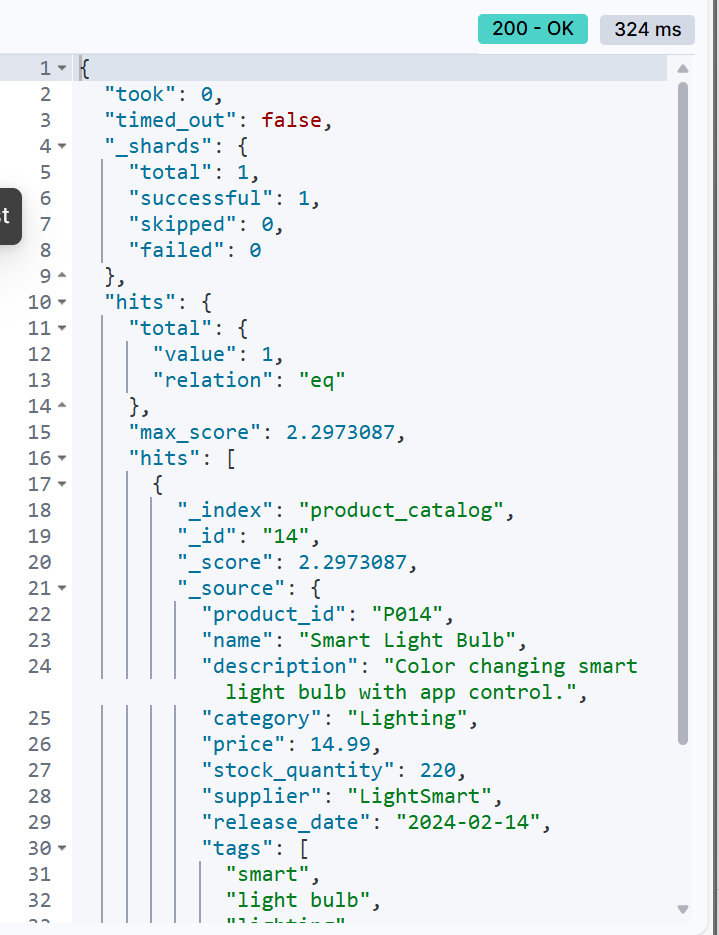 200 - OK 324 ms
1 {
2 "took": 0,
3 "timed_out": false,
4 "_shards": {
5 "total": 1,
6 "successful": 1,
7 "skipped": 0,
8 "failed": 0
9 },
10 "hits": {
11 "total": {
12 "value": 1,
13 "relation": "eq"
14 },
15 "max_score": 2.2973087,
16 "hits": [
17 {
18 "_index": "product_catalog",
19 "_id": "14",
20 "_score": 2.2973087,
21 "_source": {
22 "product_id": "P014",
23 "name": "Smart Light Bulb",
24 "description": "Color changing smart
light bulb with app control.",
25 "category": "Lighting",
26 "price": 14.99,
27 "stock_quantity": 220,
28 "supplier": "LightSmart",
29 "release_date": "2024-02-14",
30 "tags": [
31 "smart",
32 "light bulb",